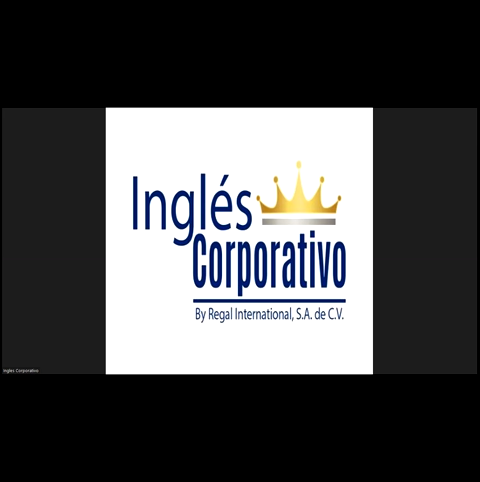 Inglés
Corporativo
By Regal International, S.A. de C.V.
Ingles Corporativo